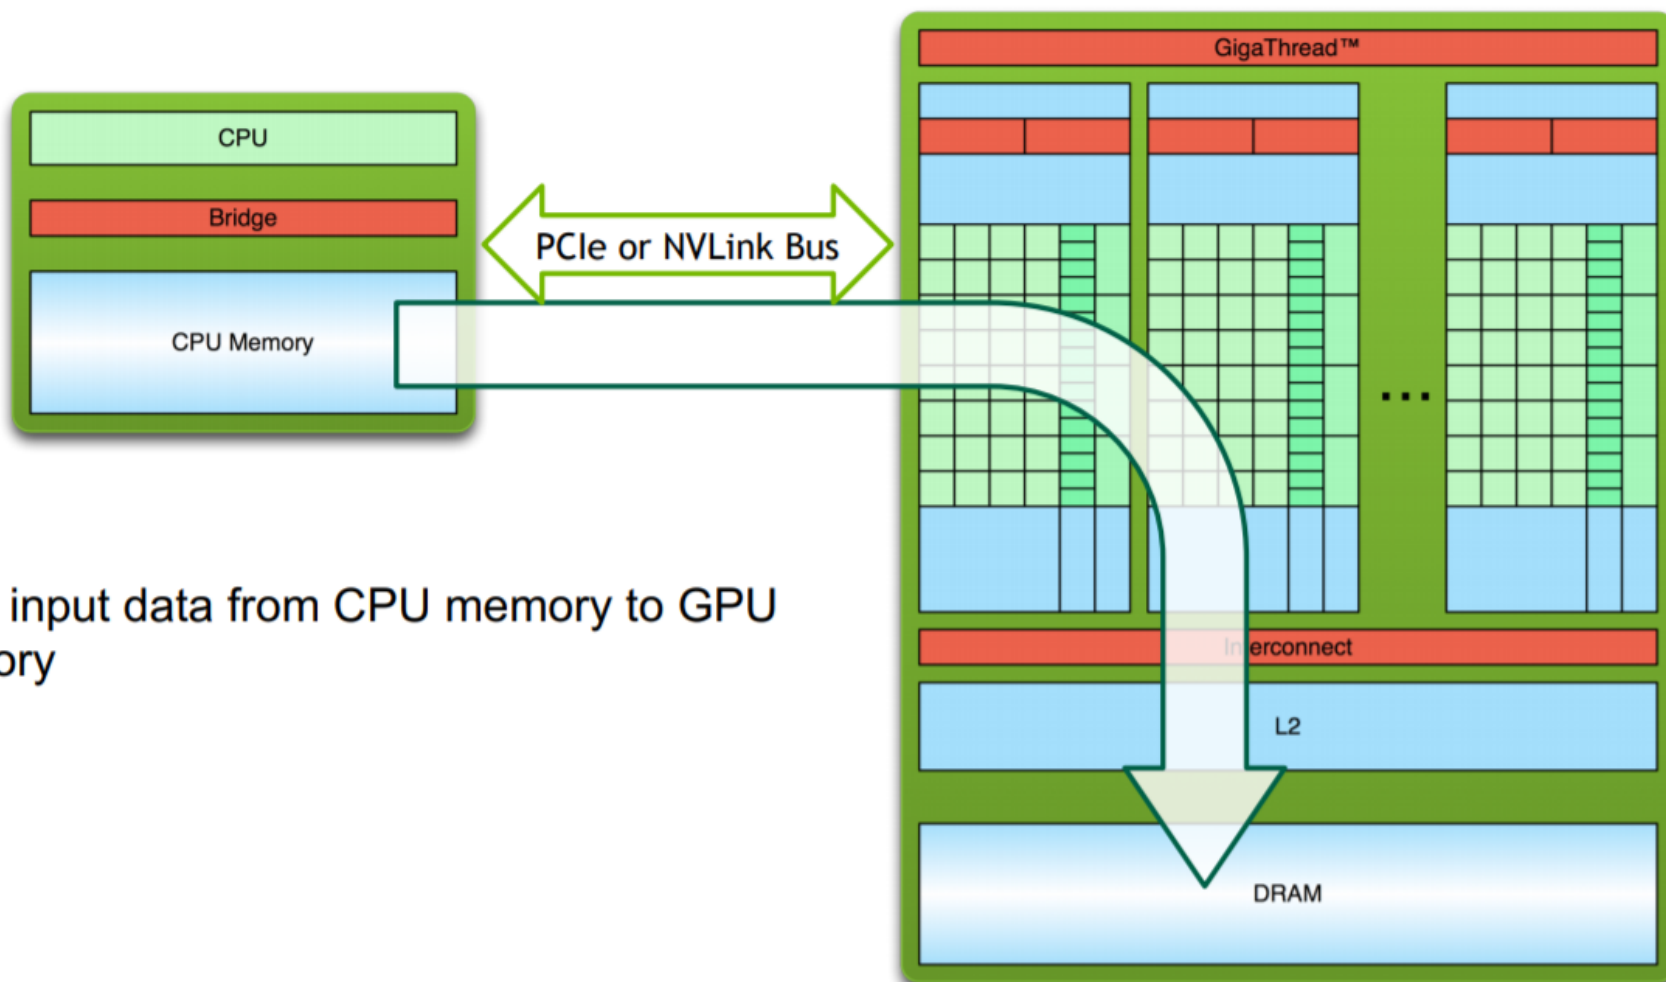 GigaThread™
CPU
Bridge
PCIe or NVLink Bus
CPU Memory
...
input data from CPU memory to GPU
ory
Interconnect
L2
DRAM